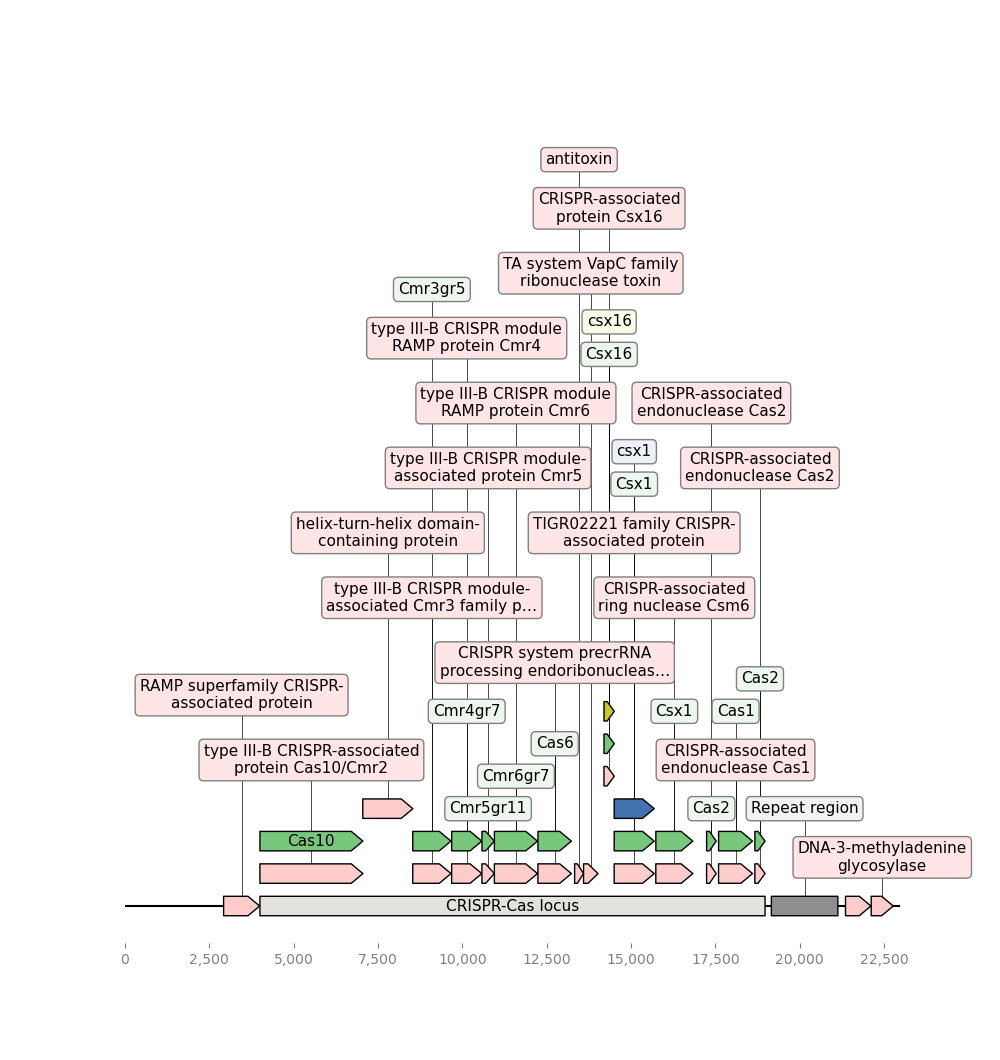 antitoxin
CRISPR-associated
protein Csx16
TA system VapC family
ribonuclease toxin
Cmr3gr5
csx16
type III-B CRISPR module
RAMP protein Cmr4
Csx16
type III-B CRISPR module
RAMP protein Cmr6
CRISPR-associated
endonuclease Cas2
csx1
type III-B CRISPR module-
associated protein Cmr5
CRISPR-associated
endonuclease Cas2
Csx1
helix-turn-helix domain-
containing protein
TIGR02221 family CRISPR-
associated protein
type III-B CRISPR module-
associated Cmr3 family p...
CRISPR-associated
ring nuclease Csm6
CRISPR system precrRNA
processing endoribonucleas...
Cas2
RAMP superfamily CRISPR-
associated protein
Cmr4gr7
Csx1
Cas1
Cas6
type III-B CRISPR-associated
protein Cas10/Cmr2
CRISPR-associated
endonuclease Cas1
Cmr6gr7
Cmr5gr11
Cas2
Repeat region
Cas10
DNA-3-methyladenine
glycosylase
CRISPR-Cas locus
0 2,500 5,000 7,500 10,000 12,500 15,000 17,500 20,000 22,500